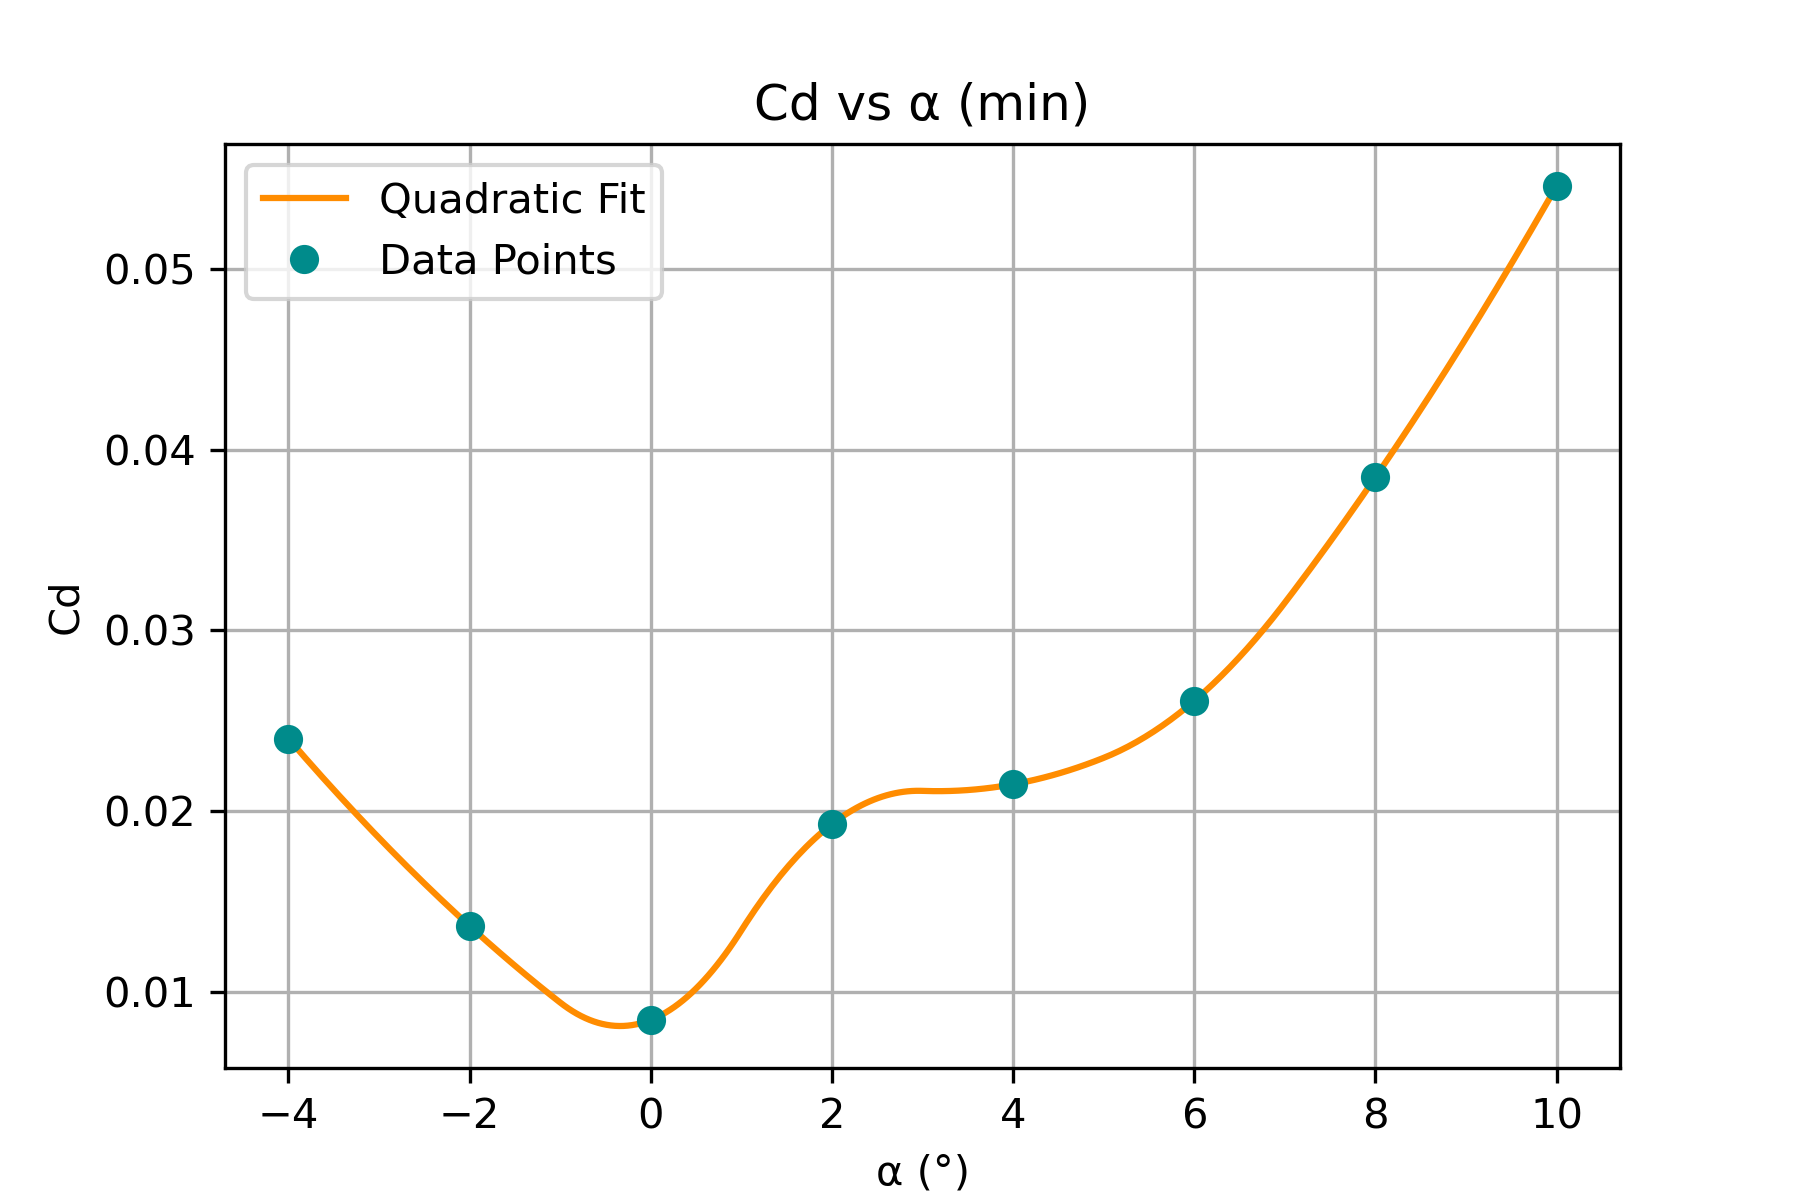 Cd vs α (min)
Quadratic Fit
Data Points
0.05
0.04
0.03
0.02
0.01
Cd
−4 −2 0 2 4 6 8 10
α (°)